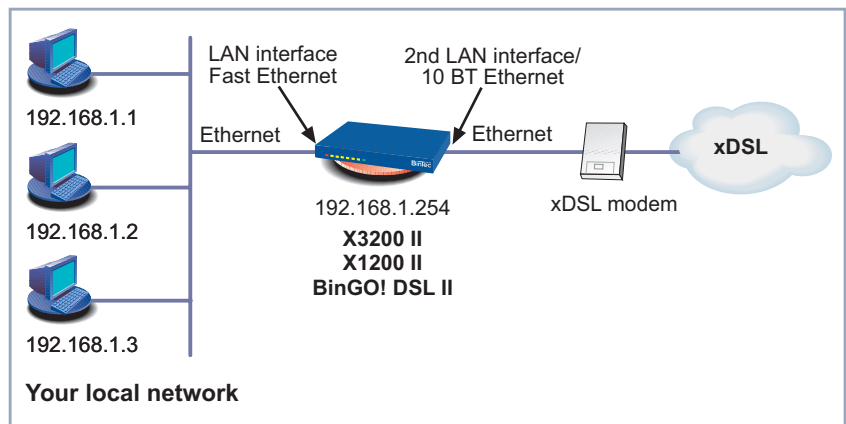 LAN interface
Fast Ethernet
2nd LAN interface/
10 BT Ethernet
192.168.1.1
Ethernet
Ethernet
BinTec
xDSL
192.168.1.254
xDSL modem
192.168.1.2
X3200 II
X1200 II
BinGO! DSL II
192.168.1.3
Your local network